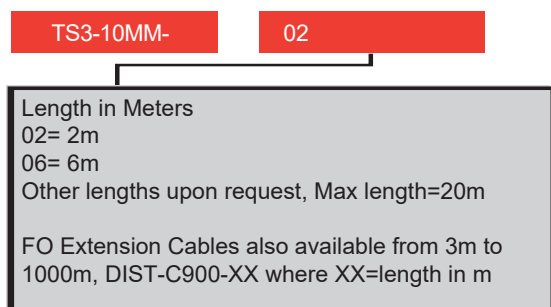 TS3-10MM- 02
Length in Meters
02= 2m
06= 6m
Other lengths upon request, Max length=20m
FO Extension Cables also available from 3m to
1000m, DIST-C900-XX where XX=length in m